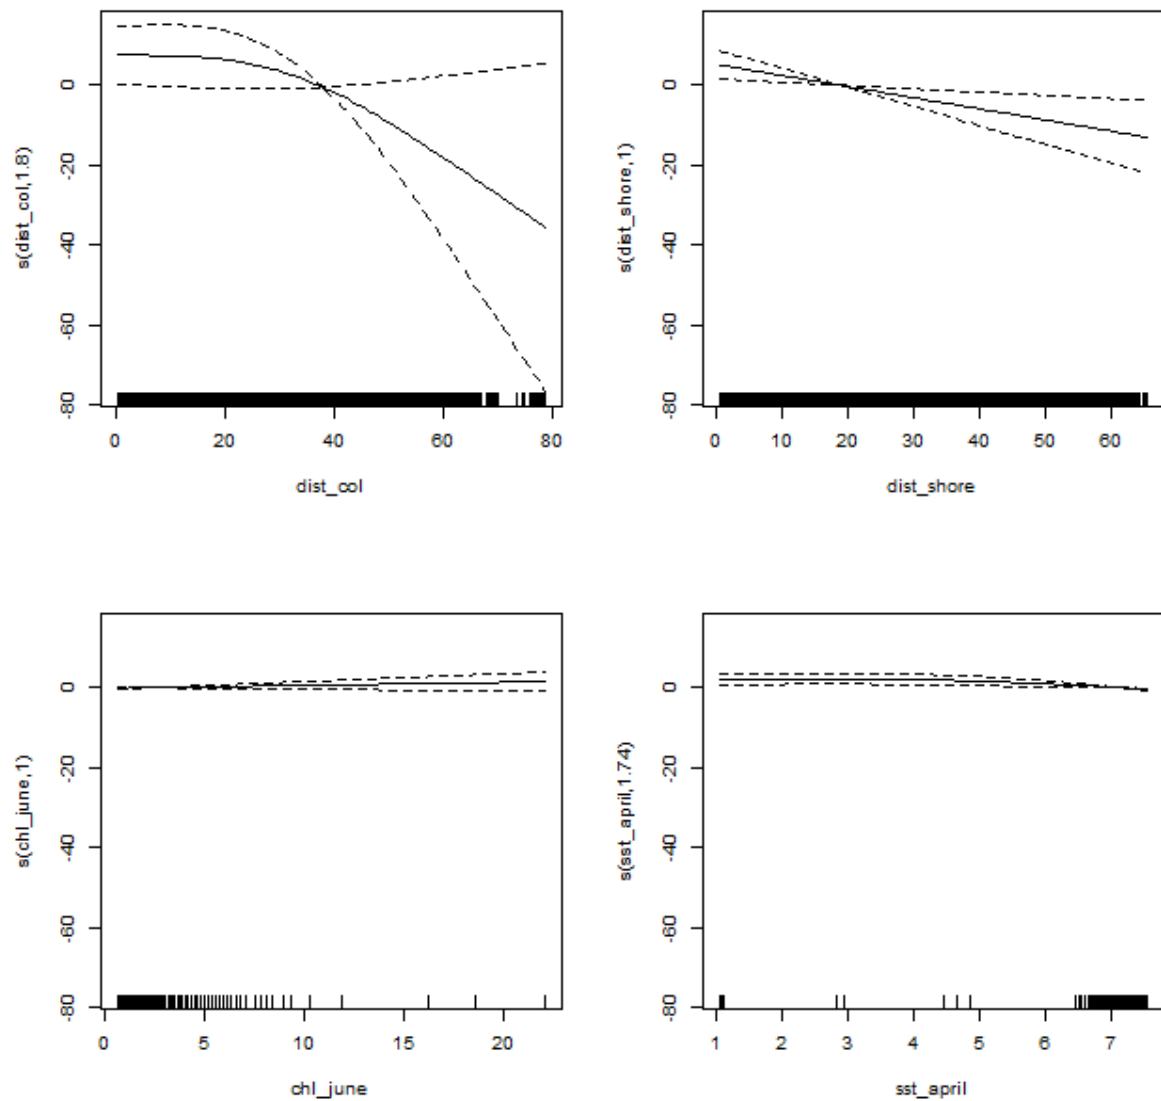 s(dist_col,1.8)
0
-20
-40
-60
-80
0 20 40 60 80
dist_col
s(dist_shore,1)
0
-20
-40
-60
-80
0 10 20 30 40 50 60
dist_shore
s(chl_june,1)
0
-20
-40
-60
-80
0 5 10 15 20
chl_june
s(sst_april,1.74)
0
-20
-40
-60
-80
1 2 3 4 5 6 7
sst_april